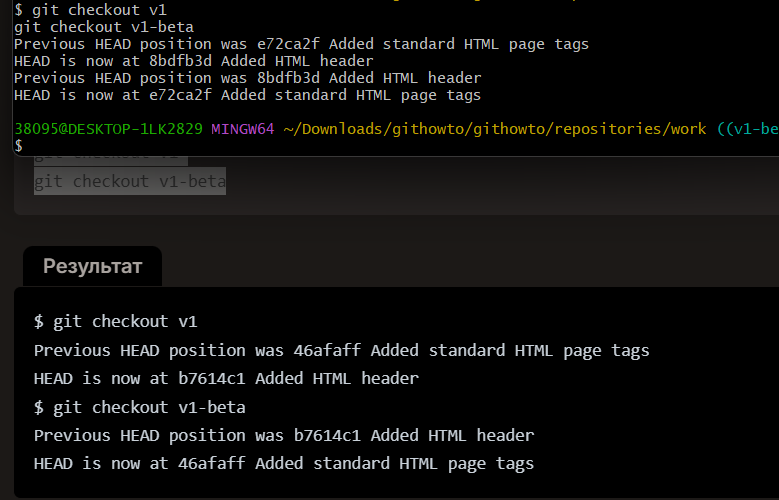 $ git checkout v1
git checkout v1-beta
Previous HEAD position was e72ca2f Added standard HTML page tags
HEAD is now at 8bdfb3d Added HTML header
Previous HEAD position was 8bdfb3d Added HTML header
HEAD is now at e72ca2f Added standard HTML page tags
38095@DESKTOP-1LK2829 MINGW64 ~/Downloads/githowto/githowto/repositories/work ((v1-be
$
git checkout v1
git checkout v1-beta
Результат
$ git checkout v1
Previous HEAD position was 46afaff Added standard HTML page tags
HEAD is now at b7614c1 Added HTML header
$ git checkout v1-beta
Previous HEAD position was b7614c1 Added HTML header
HEAD is now at 46afaff Added standard HTML page tags